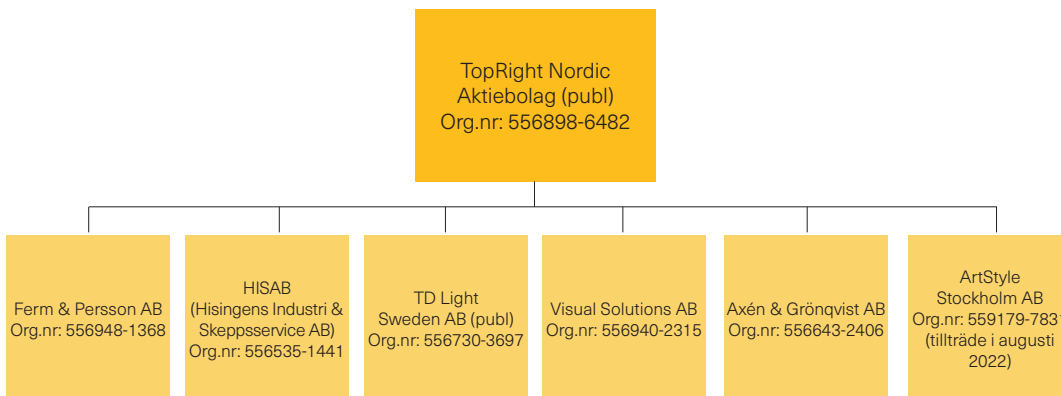 TopRight Nordic
Aktiebolag (publ)
Org.nr: 556898-6482
Ferm & Persson AB
Org.nr: 556948-1368
HISAB
(Hisingens Industri &
Skeppsservice AB)
Org.nr: 556535-1441
TD Light
Sweden AB (publ)
Org.nr: 556730-3697
Visual Solutions AB
Org.nr: 556940-2315
Axén & Grönqvist AB
Org.nr: 556643-2406
ArtStyle
Stockholm AB
Org.nr: 559179-7831
(tillträde i augusti
2022)